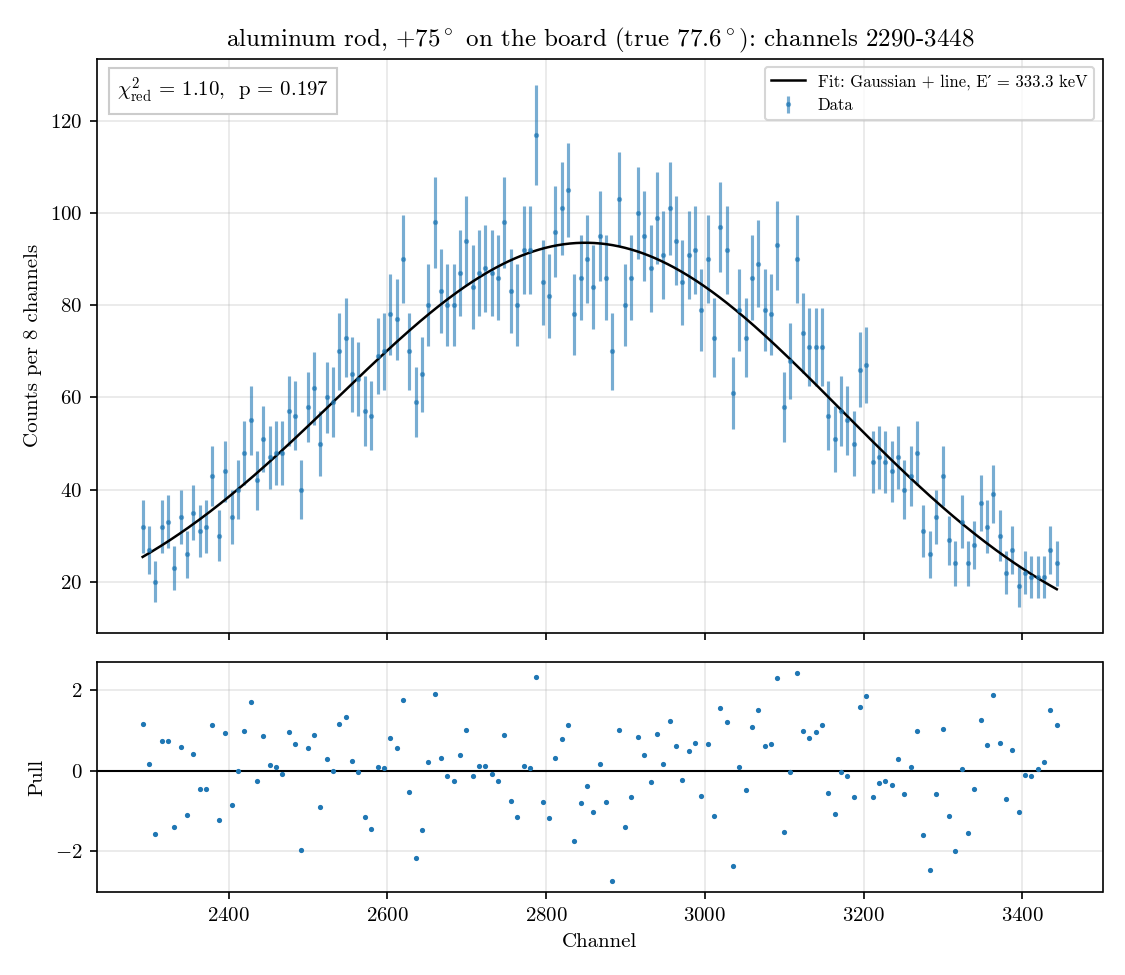 aluminum rod, +75° on the board (true 77.6°): channels 2290-3448
χ²red = 1.10, p = 0.197
Fit: Gaussian + line, E′ = 333.3 keV
Data
Counts per 8 channels
120
100
80
60
40
20
Pull
2
0
−2
2400 2600 2800 3000 3200 3400
Channel